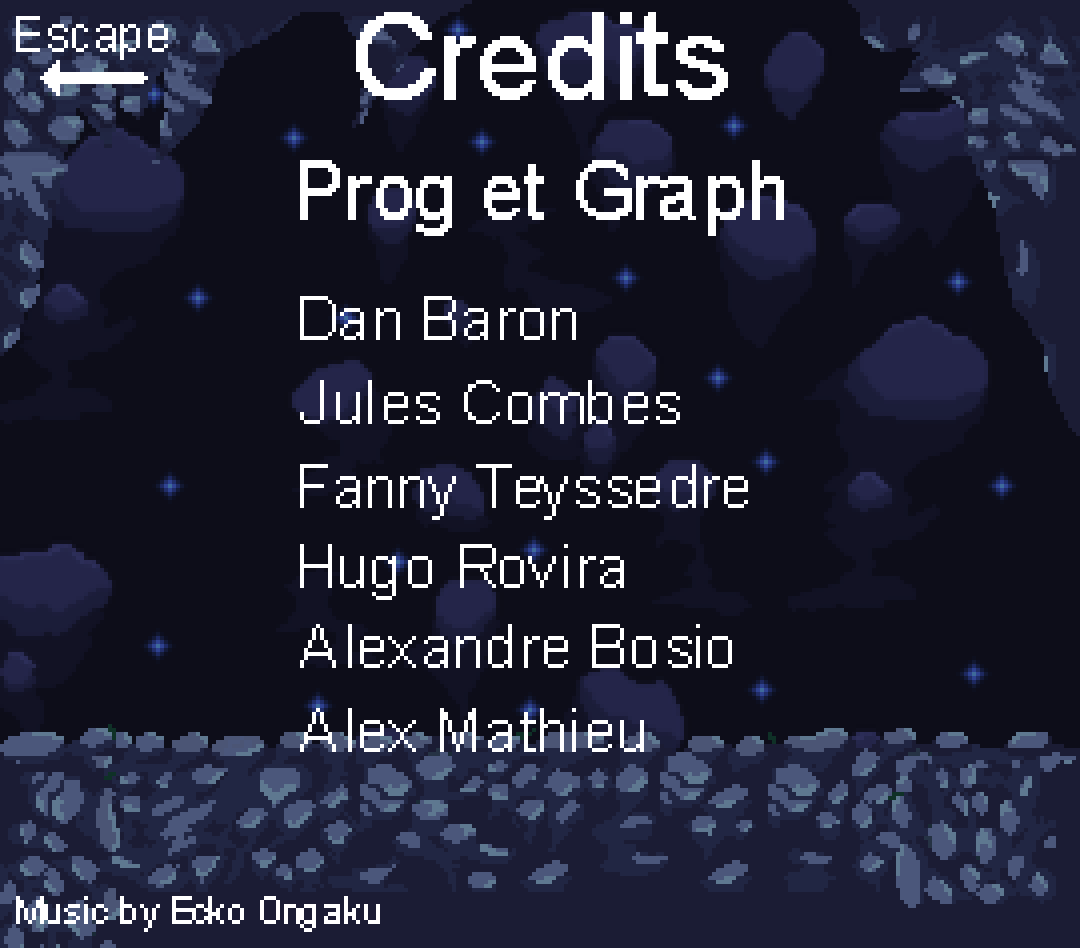 Escape
Credits
Prog et Graph
Dan Baron
Jules Combes
Fanny Teyssedre
Hugo Rovira
Alexandre Bosio
Alex Mathieu
Music by Ecko Ongaku